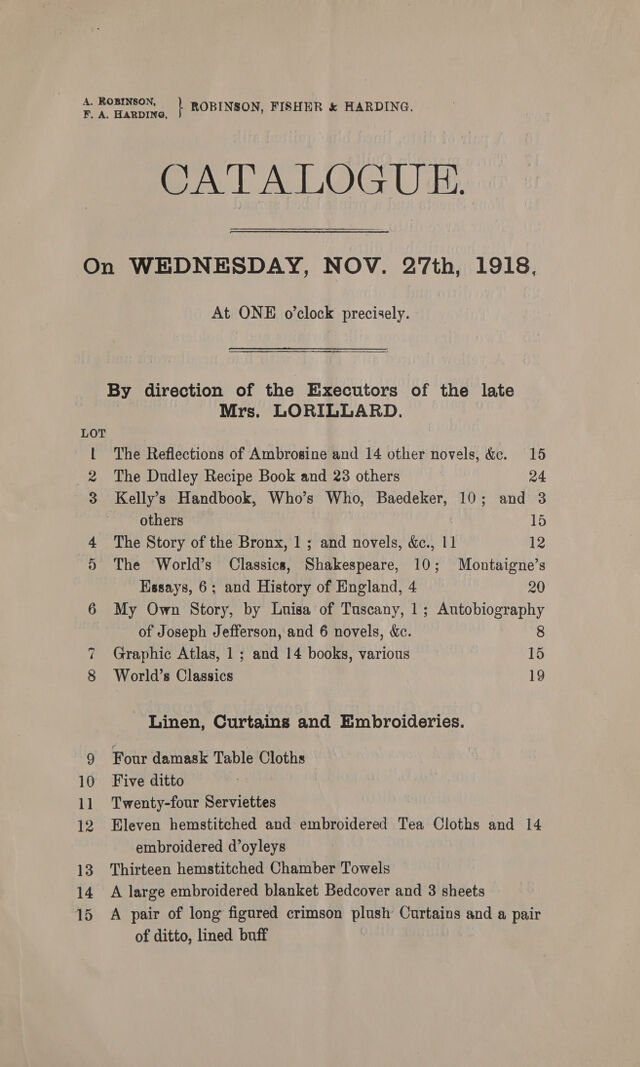 A. ROBINSON,
F. A. HARDING, } ROBINSON, FISHER & HARDING.
CATALOGUE.
On WEDNESDAY, NOV. 27th, 1918,
At ONE o'clock precisely.
By direction of the Executors of the late
Mrs. LORILLARD.
LOT
1 The Reflections of Ambrosine and 14 other novels, &c. 15
2 The Dudley Recipe Book and 23 others 24
3 Kelly's Handbook, Who's Who, Baedeker, 10; and 3
others 15
4 The Story of the Bronx, 1; and novels, &c., 11 12
5 The World's Classics, Shakespeare, 10; Montaigne's
Essays, 6; and History of England, 4 20
6 My Own Story, by Luisa of Tuscany, 1; Autobiography
of Joseph Jefferson, and 6 novels, &c. 8
7 Graphic Atlas, 1; and 14 books, various 15
8 World's Classics 19
Linen, Curtains and Embroideries.
9 Four damask Table Cloths
10 Five ditto
11 Twenty-four Serviettes
12 Eleven hemstitched and embroidered Tea Cloths and 14
embroidered d'oyleys
13 Thirteen hemstitched Chamber Towels
14 A large embroidered blanket Bedcover and 3 sheets
15 A pair of long figured crimson plush Curtains and a pair
of ditto, lined buff